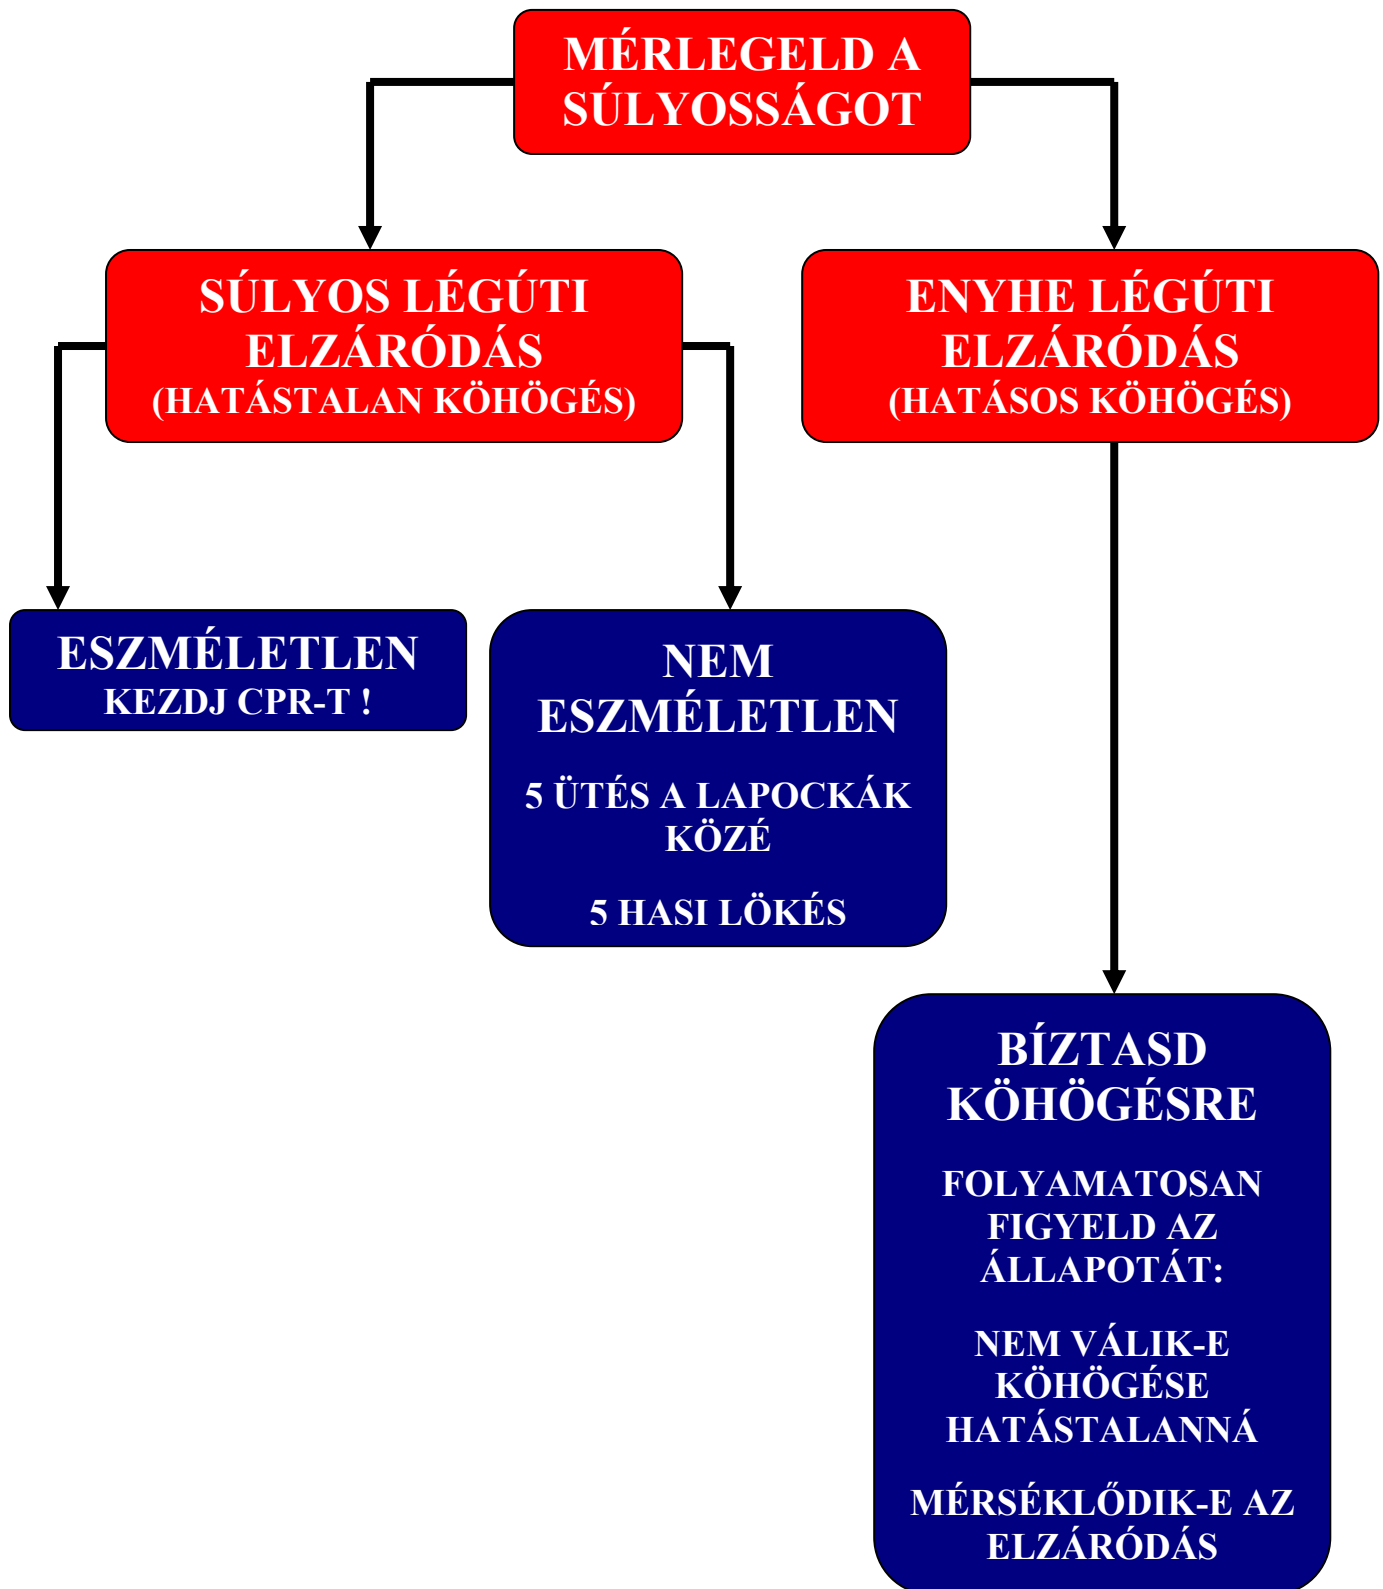 MÉRLEGELD A
SÚLYOSSÁGOT
SÚLYOS LÉGÚTI
ELZÁRÓDÁS
(HATÁSTALAN KÖHÖGÉS)
ENYHE LÉGÚTI
ELZÁRÓDÁS
(HATÁSOS KÖHÖGÉS)
ESZMÉLETLEN
KEZDJ CPR-T !
NEM
ESZMÉLETLEN
5 ÜTÉS A LAPOCKÁK
KÖZÉ
5 HASI LÖKÉS
BÍZTASD
KÖHÖGÉSRE
FOLYAMATOSAN
FIGYELD AZ
ÁLLAPOTÁT:
NEM VÁLIK-E
KÖHÖGÉSE
HATÁSTALANNÁ
MÉRSÉKLŐDIK-E AZ
ELZÁRÓDÁS